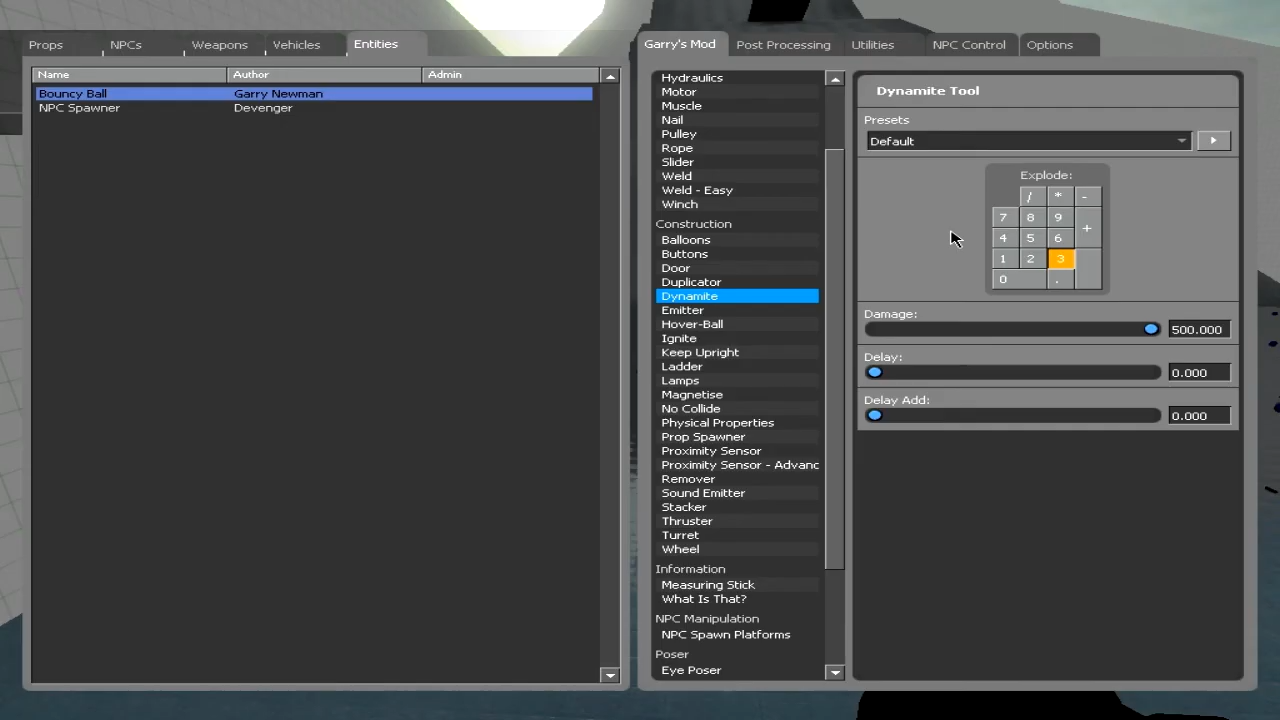 Props
NPCs
Weapons
Vehicles
Entities
Name Author Admin
Bouncy Ball Garry Newman
NPC Spawner Devenger
Garry's Mod
Post Processing
Utilities
NPC Control
Options
Hydraulics
Motor
Muscle
Nail
Pulley
Rope
Slider
Weld
Weld - Easy
Winch
Construction
Balloons
Buttons
Door
Duplicator
Dynamite
Emitter
Hover-Ball
Ignite
Keep Upright
Ladder
Lamps
Magnetise
No Collide
Physical Properties
Prop Spawner
Proximity Sensor
Proximity Sensor - Advanc
Remover
Sound Emitter
Stacker
Thruster
Turret
Wheel
Information
Measuring Stick
What Is That?
NPC Manipulation
NPC Spawn Platforms
Poser
Eye Poser
Dynamite Tool
Presets
Default
Explode:
/ * -
7 8 9 +
4 5 6
1 2 3
0 .
Damage:
500.000
Delay:
0.000
Delay Add:
0.000